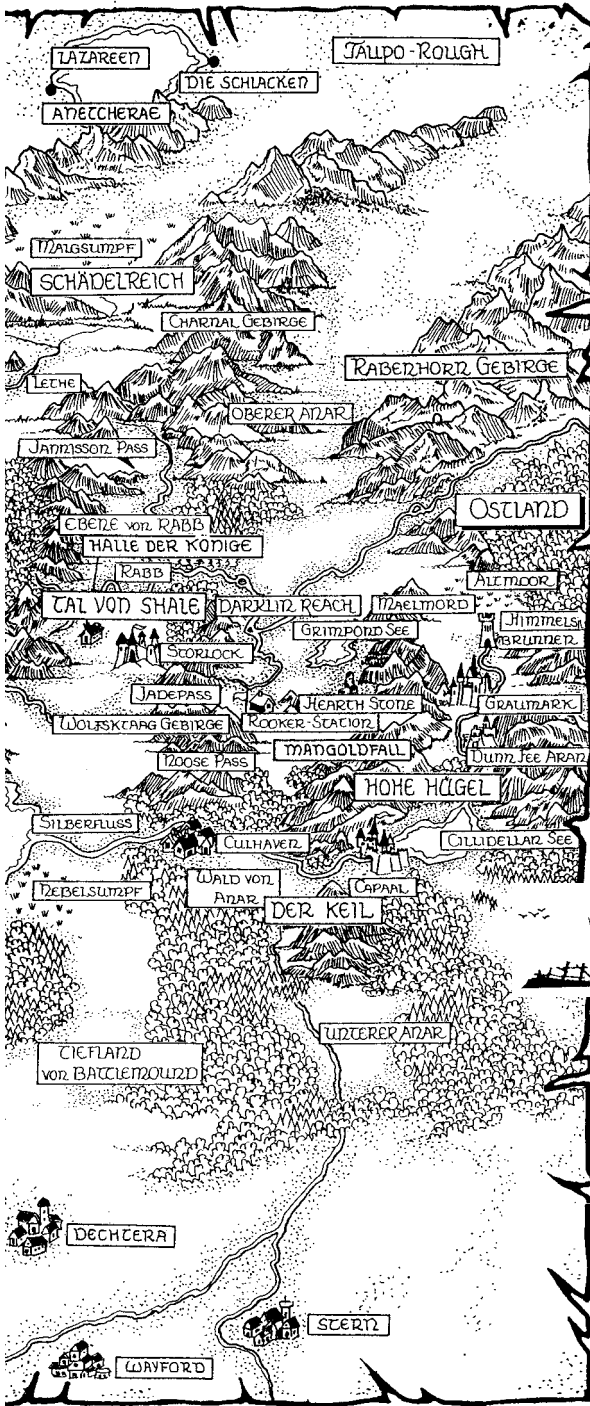 LAZAREEN
TAUPO-ROUGH
DIE SCHLACKEN
ANETCHERAE
MALGSUMPF
SCHÄDELREICH
CHARNAL GEBIRGE
RABENHORN GEBIRGE
LETHE
OBERER ANAR
JANNISSON PASS
OSTLAND
EBENE VON RABB
HALLE DER KÖNIGE
RABB
ALTMOOR
TAL VON SHALE
DARKLIN REACH
MAELMORD
HIMMELS
BRUNNEN
GRIMPOND SEE
STORLOCK
JADEPASS
HEARTH STONE
GRAUMARK
WOLFSKTAAG GEBIRGE
ROOKER-STATION
MANGOLDFALL
NOOSE PASS
DUNN FEE ARAN
HOHE HÜGEL
SILBERFLUSS
CULHAVEN
CILLIDELLAN SEE
NEBELSUMPF
WALD VON
ANAR
CAPAAL
DER KEIL
UNTERER ANAR
TIEFLAND
VON BATTLEMOUND
DECHTERA
STERN
WAYFORD